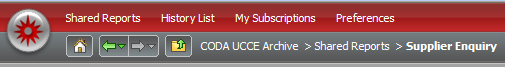 Shared Reports History List My Subscriptions Preferences
CODA UCCE Archive > Shared Reports > Supplier Enquiry